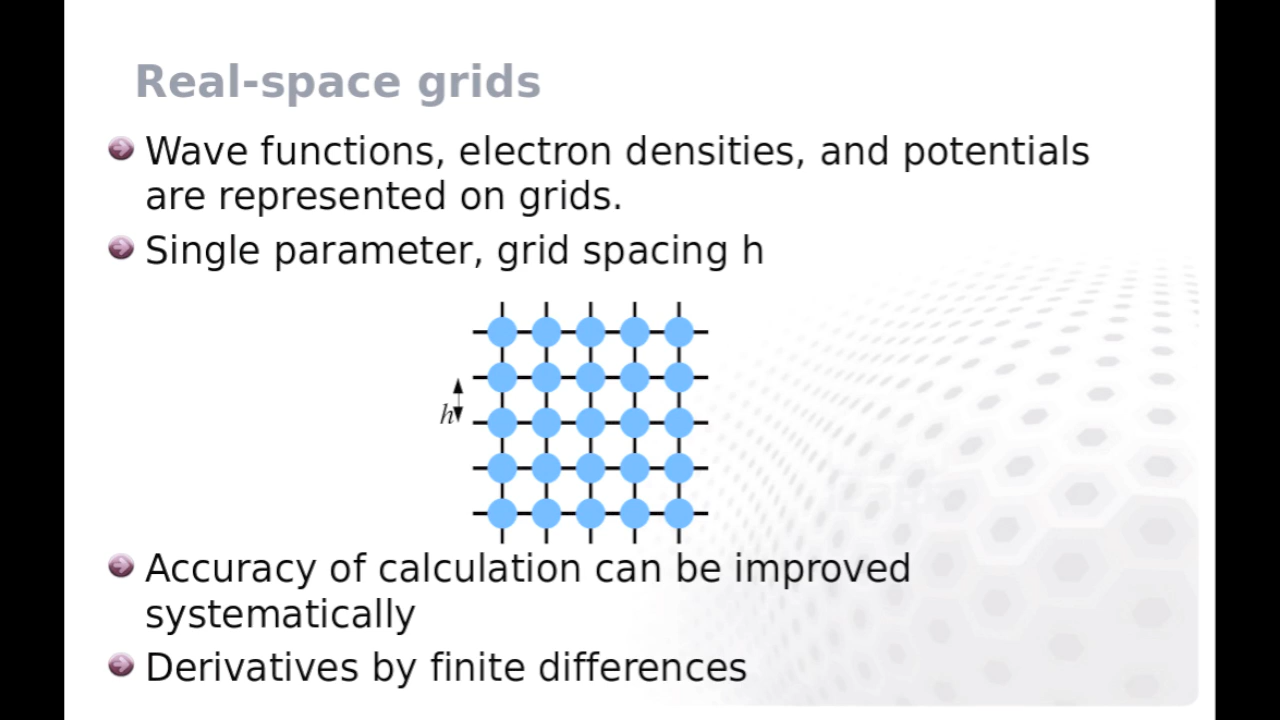 Real-space grids
Wave functions, electron densities, and potentials
are represented on grids.
Single parameter, grid spacing h
h
Accuracy of calculation can be improved
systematically
Derivatives by finite differences